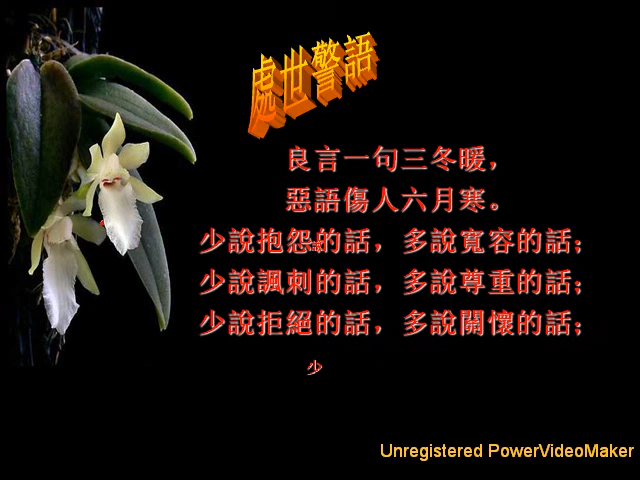 處世警語
良言一句三冬暖，
惡語傷人六月寒。
少說抱怨的話，多說寬容的話；
少說諷刺的話，多說尊重的話；
少說拒絕的話，多說關懷的話；
少
Unregistered PowerVideoMaker